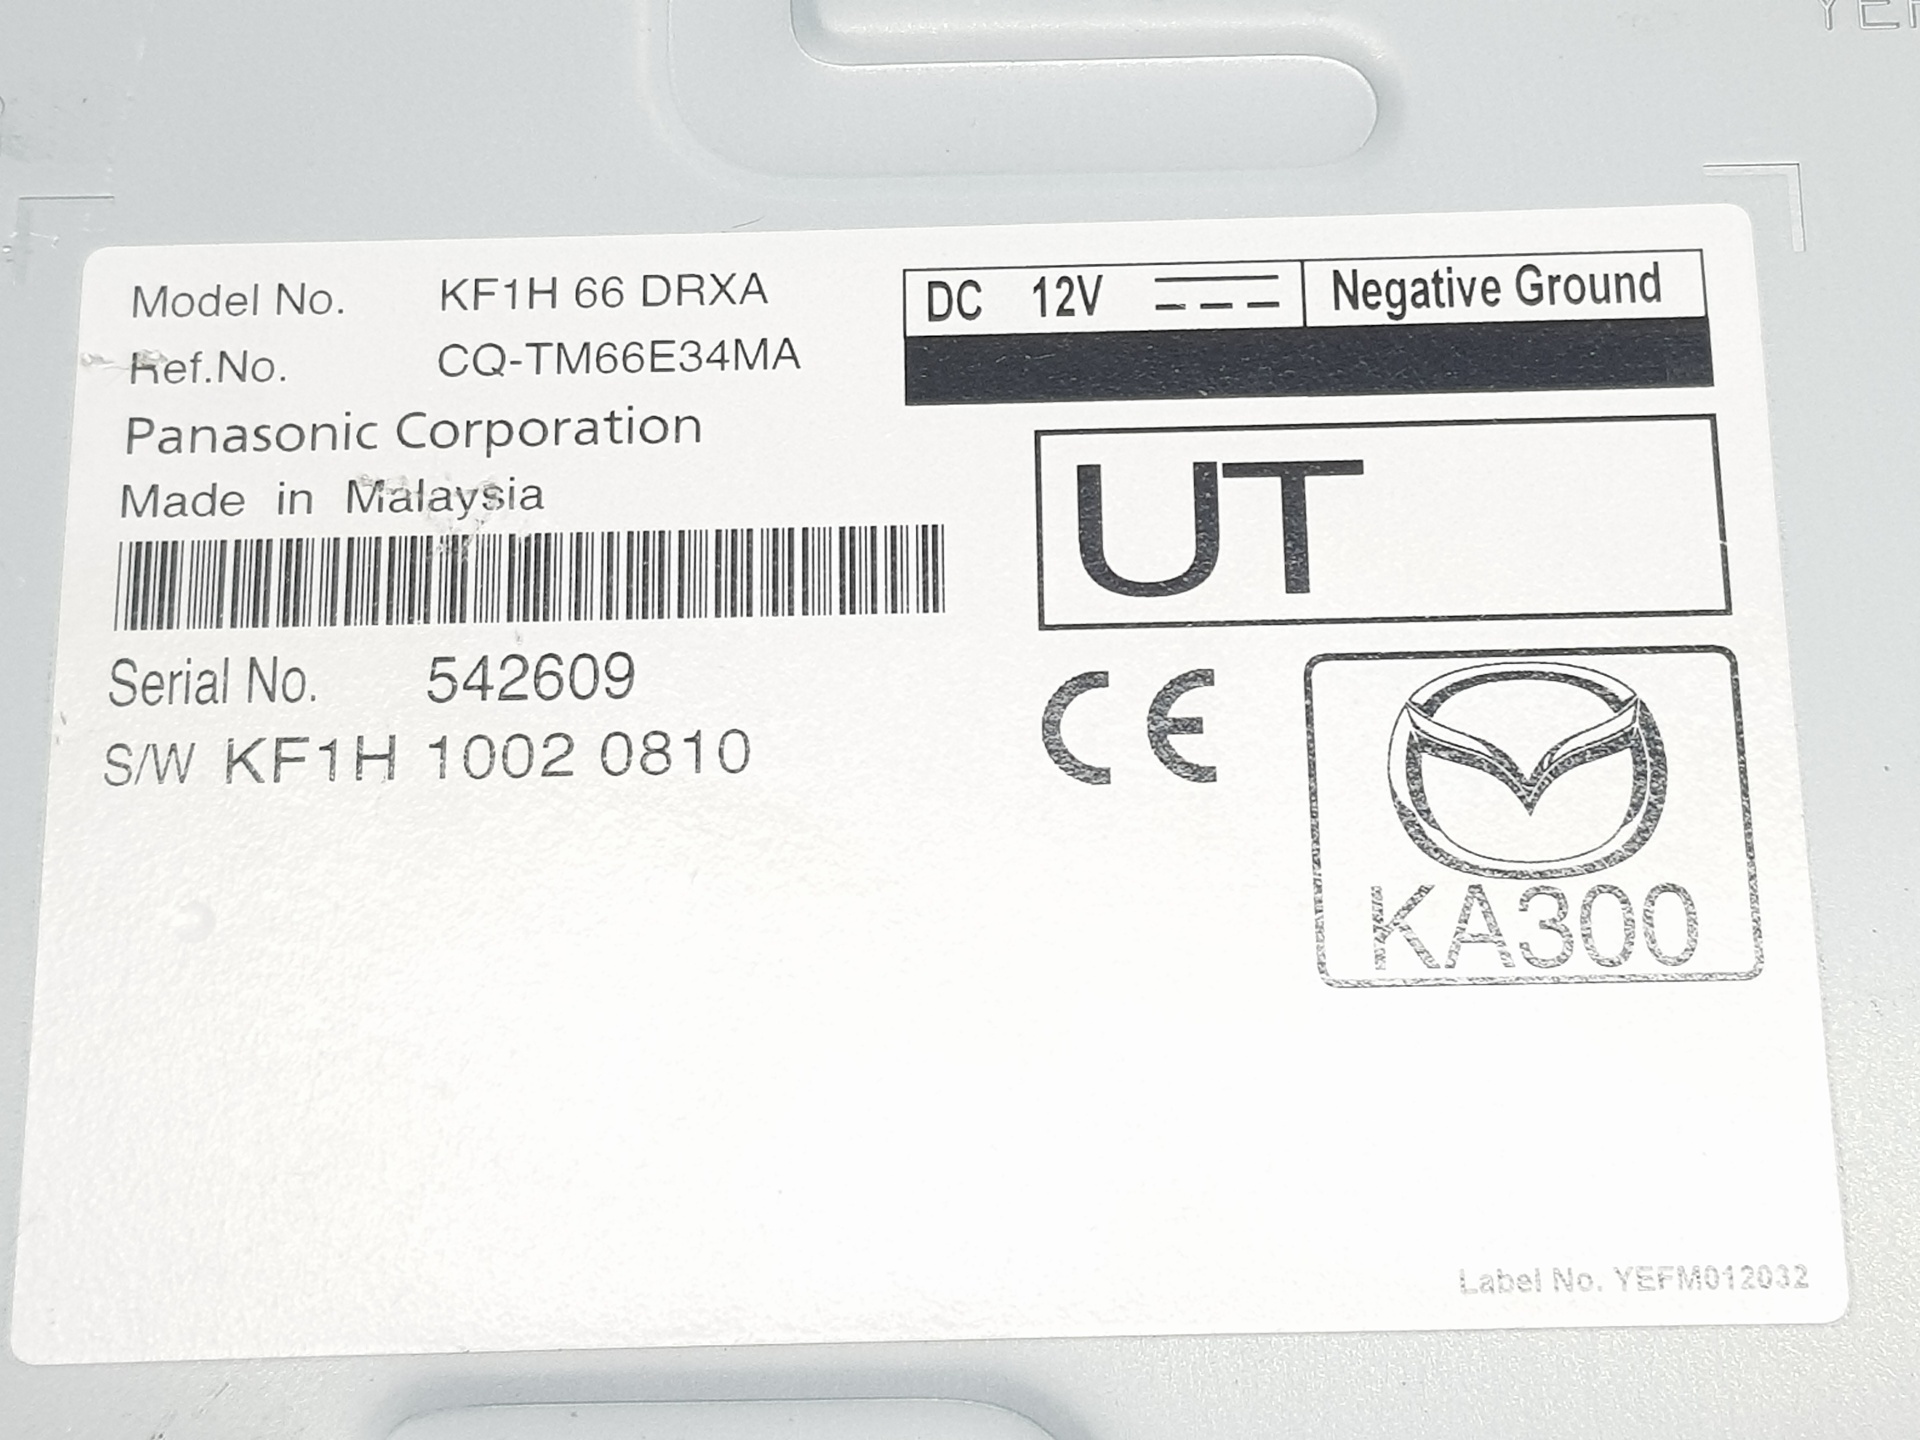 Model No. KF1H 66 DRXA
Ref.No. CQ-TM66E34MA
Panasonic Corporation
Made in Malaysia
Serial No. 542609
S/W KF1H 1002 0810
DC 12V Negative Ground
UT
CE
KA300
Label No. YEFM012032